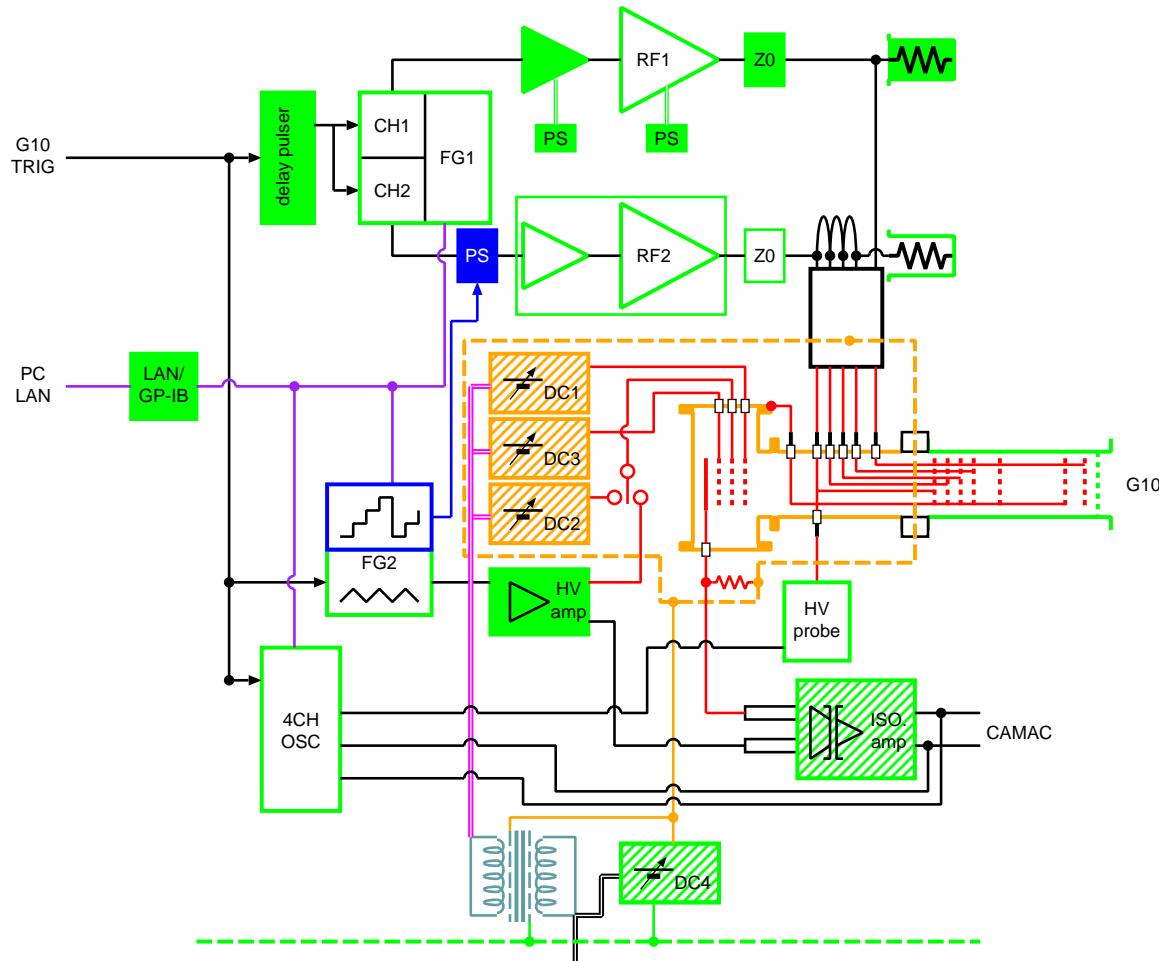 RF1
Z0
PS
PS
G10
TRIG
delay pulser
CH1
CH2
FG1
PS
RF2
Z0
PC
LAN
LAN/
GP-IB
DC1
DC3
DC2
G10
FG2
HV
amp
HV
probe
4CH
OSC
ISO.
amp
CAMAC
DC4